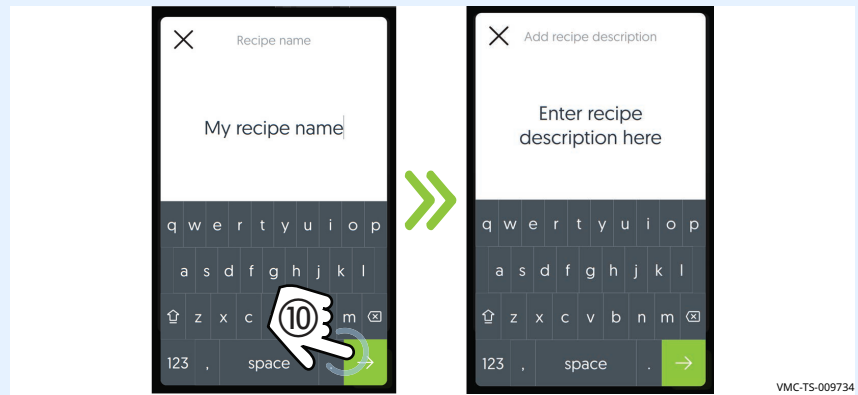 Recipe name
My recipe name
q w e r t y u i o p
a s d f g h j k l
z x c m
123 , space
10
Add recipe description
Enter recipe
description here
q w e r t y u i o p
a s d f g h j k l
z x c v b n m
123 , space .
VMC-TS-009734